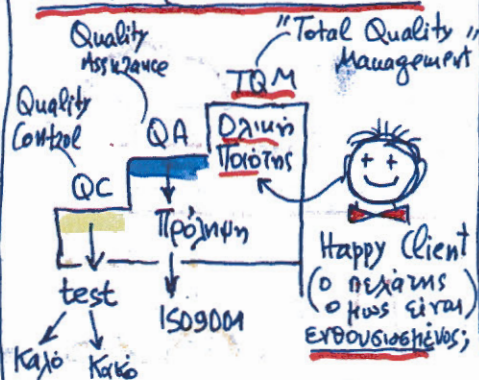 Quality
Assurance
"Total Quality
Management"
TQM
Quality
Control
QA
Ολική
Ποιότης
QC
Πρόληψη
test
ISO9001
Καλό
Κακό
Happy Client
(ο πελάτης
όμως είναι
ενθουσιασμένος;